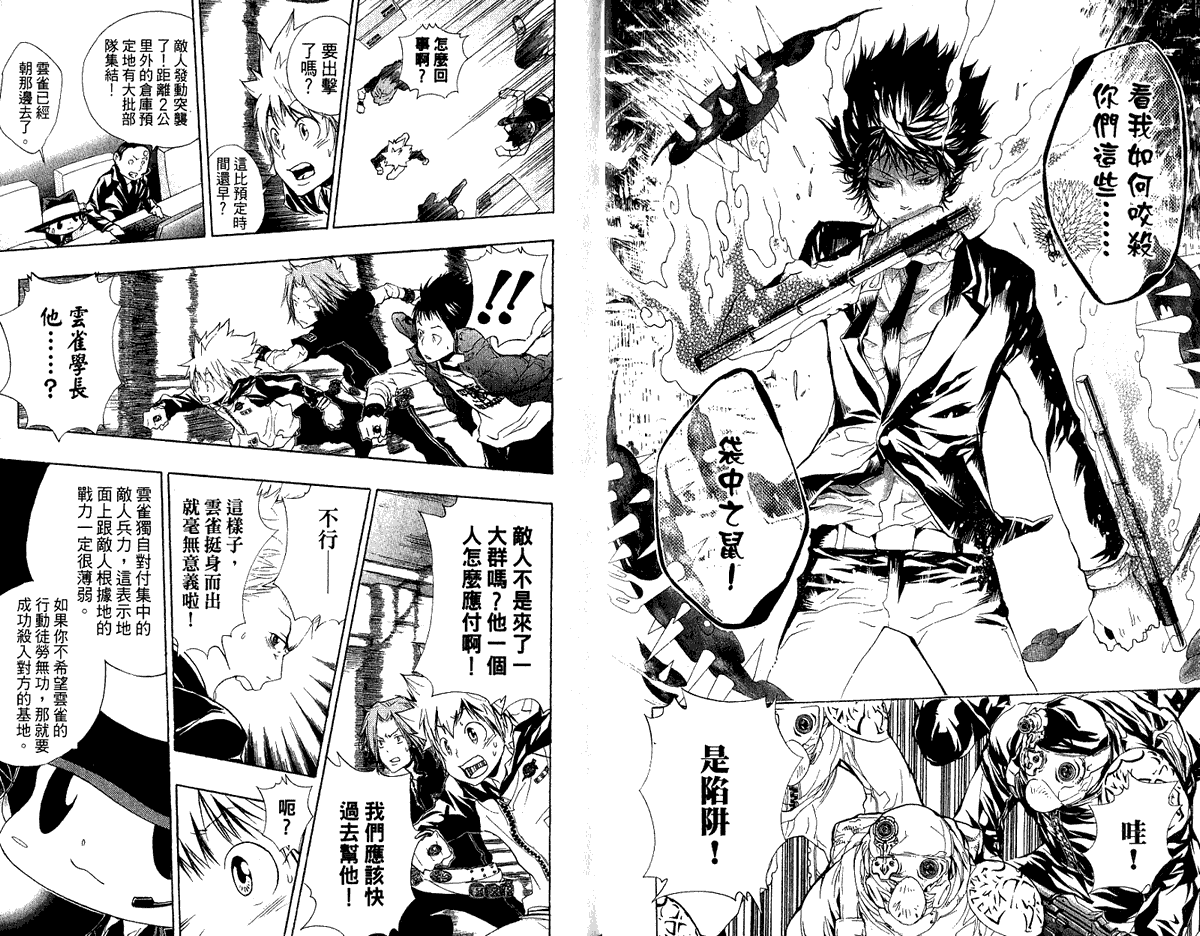 看我如何咬殺
你們這些……
袋中之鼠！
哇！
是陷阱！
怎麼回
事啊？
要出擊
了嗎？
這比預定時
間還早？
敵人發動突襲
了！距離２公
里外的倉庫預
定地有大批部
隊集結！
雲雀已經
朝那邊去了。
!!
雲雀學長
他……？
敵人不是來了一
大群嗎？他一個
人怎麼應付啊！
我們應該快
過去幫他！
不行——
這樣子，
雲雀挺身而出
就毫無意義啦！
呃？
雲雀獨自對付集中的
敵人兵力，這表示地
面上跟敵人根據地的
戰力一定很薄弱。
如果你不希望雲雀的
行動徒勞無功，那就要
成功殺入對方的基地。